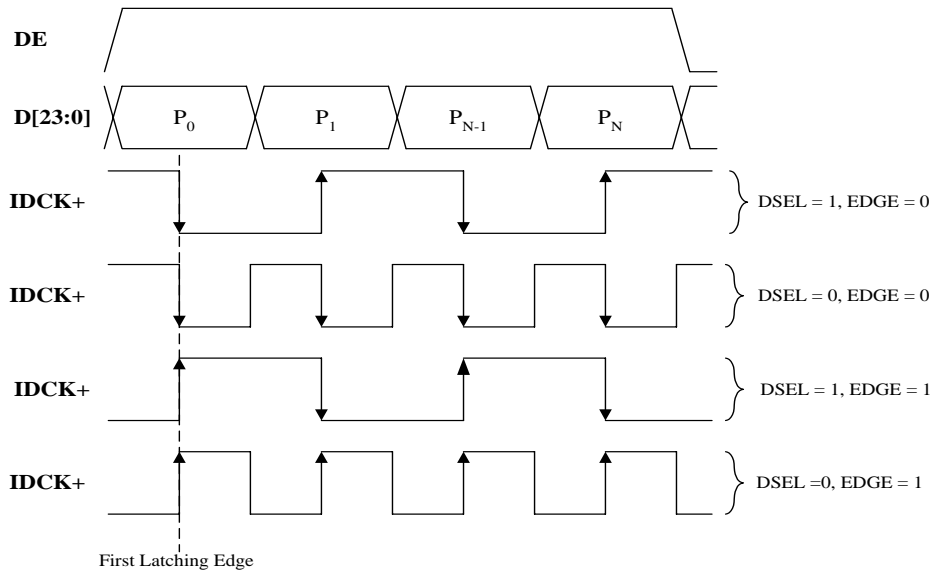 DE
D[23:0] P0 P1 PN-1 PN
IDCK+ DSEL = 1, EDGE = 0
IDCK+ DSEL = 0, EDGE = 0
IDCK+ DSEL = 1, EDGE = 1
IDCK+ DSEL =0, EDGE = 1
First Latching Edge